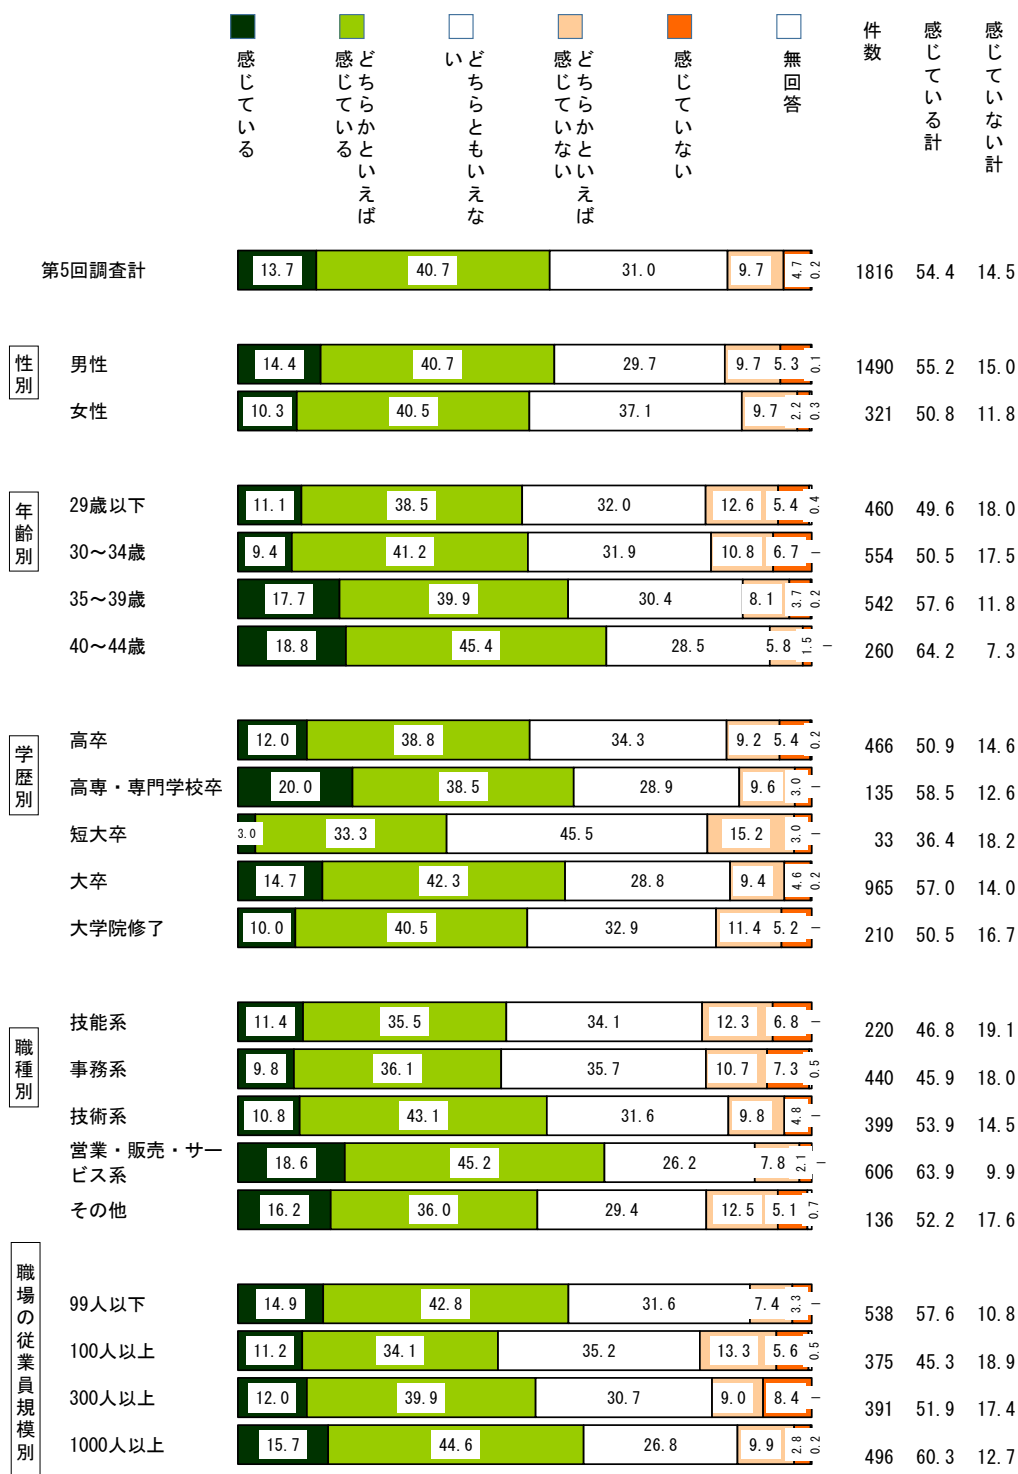 感じている
どちらかといえば
感じている
どちらともいえな
い
どちらかといえば
感じていない
感じていない
無回答
件数
感じている計
感じていない計
第5回調査計 13.7 40.7 31.0 9.7 4.7 0.2 1816 54.4 14.5
性別
男性 14.4 40.7 29.7 9.7 5.3 0.1 1490 55.2 15.0
女性 10.3 40.5 37.1 9.7 2.2 0.3 321 50.8 11.8
年齢別
29歳以下 11.1 38.5 32.0 12.6 5.4 0.4 460 49.6 18.0
30～34歳 9.4 41.2 31.9 10.8 6.7 - 554 50.5 17.5
35～39歳 17.7 39.9 30.4 8.1 3.7 0.2 542 57.6 11.8
40～44歳 18.8 45.4 28.5 5.8 1.5 - 260 64.2 7.3
学歴別
高卒 12.0 38.8 34.3 9.2 5.4 0.2 466 50.9 14.6
高専・専門学校卒 20.0 38.5 28.9 9.6 3.0 - 135 58.5 12.6
短大卒 3.0 33.3 45.5 15.2 3.0 - 33 36.4 18.2
大卒 14.7 42.3 28.8 9.4 4.6 0.2 965 57.0 14.0
大学院修了 10.0 40.5 32.9 11.4 5.2 - 210 50.5 16.7
職種別
技能系 11.4 35.5 34.1 12.3 6.8 - 220 46.8 19.1
事務系 9.8 36.1 35.7 10.7 7.3 0.5 440 45.9 18.0
技術系 10.8 43.1 31.6 9.8 4.8 - 399 53.9 14.5
営業・販売・サー
ビス系 18.6 45.2 26.2 7.8 2.1 - 606 63.9 9.9
その他 16.2 36.0 29.4 12.5 5.1 0.7 136 52.2 17.6
職場の従業員規模別
99人以下 14.9 42.8 31.6 7.4 3.3 - 538 57.6 10.8
100人以上 11.2 34.1 35.2 13.3 5.6 0.5 375 45.3 18.9
300人以上 12.0 39.9 30.7 9.0 8.4 - 391 51.9 17.4
1000人以上 15.7 44.6 26.8 9.9 2.8 0.2 496 60.3 12.7